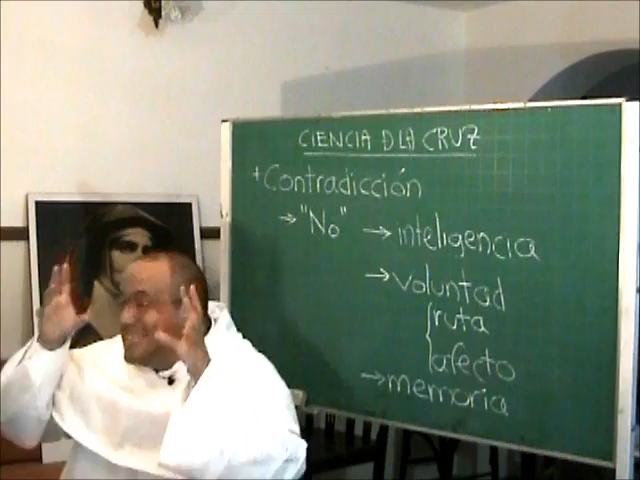 CIENCIA D LA CRUZ
+ Contradicción
→ "No" → inteligencia
→ voluntad
{ ruta
afecto
→ memoria